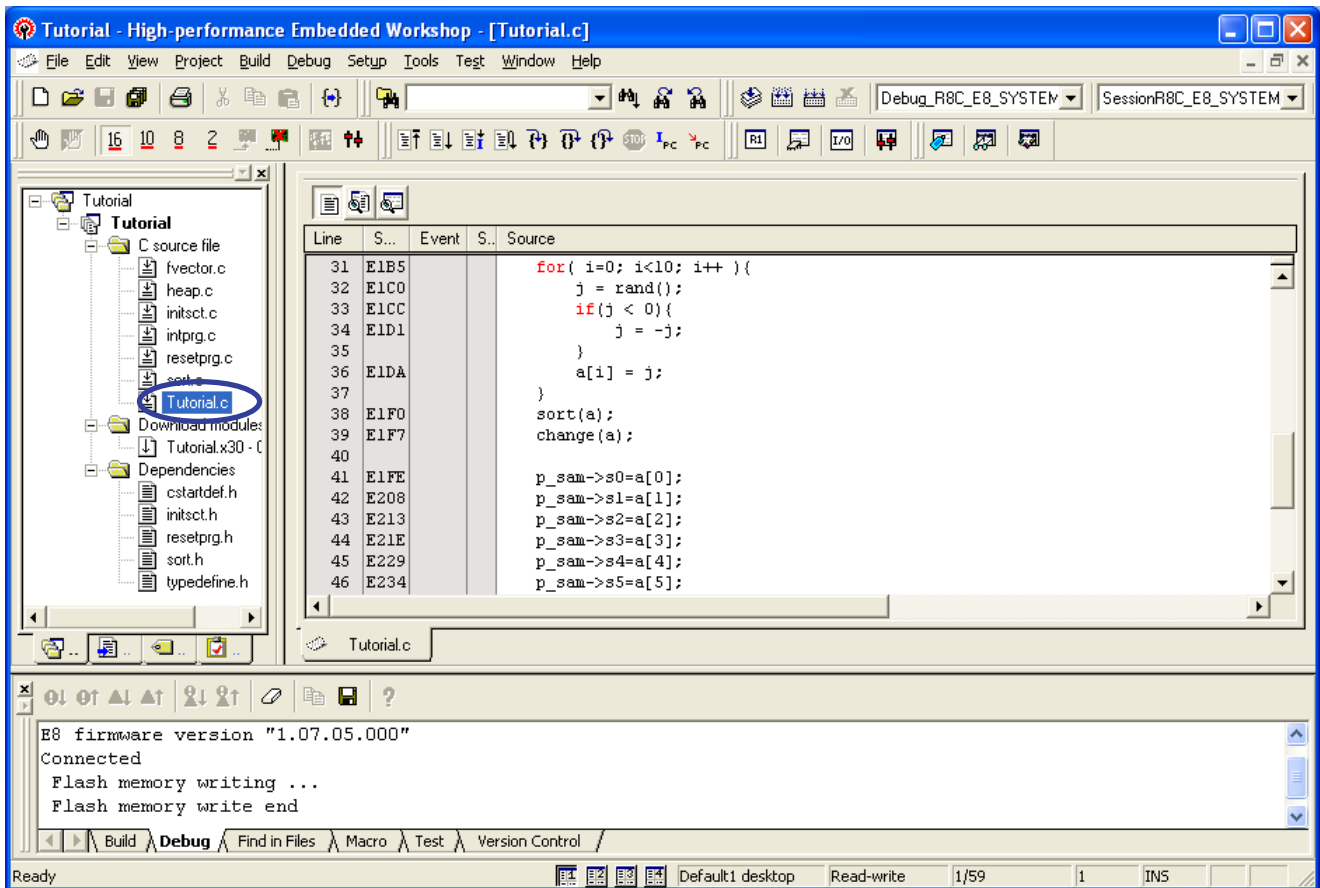 Tutorial - High-performance Embedded Workshop - [Tutorial.c]
File Edit View Project Build Debug Setup Tools Test Window Help
Debug_R8C_E8_SYSTEM SessionR8C_E8_SYSTEM
16 10 8 2 STOP I PC PC R1 I/O
Tutorial
Tutorial
C source file
fvector.c
heap.c
initsct.c
intprg.c
resetprg.c
sort.c
Tutorial.c
Download modules
Tutorial.x30 - 
Dependencies
cstartdef.h
initsct.h
resetprg.h
sort.h
typedefine.h
Line S... Event S.. Source
31 E1B5 for( i=0; i<10; i++ ){
32 E1C0 j = rand();
33 E1CC if(j < 0){
34 E1D1 j = -j;
35 }
36 E1DA a[i] = j;
37 }
38 E1F0 sort(a);
39 E1F7 change(a);
40
41 E1FE p_sam->s0=a[0];
42 E208 p_sam->s1=a[1];
43 E213 p_sam->s2=a[2];
44 E21E p_sam->s3=a[3];
45 E229 p_sam->s4=a[4];
46 E234 p_sam->s5=a[5];
Tutorial.c
E8 firmware version "1.07.05.000"
Connected
Flash memory writing ...
Flash memory write end
Build Debug Find in Files Macro Test Version Control
Ready 1 2 3 4 Default1 desktop Read-write 1/59 1 INS